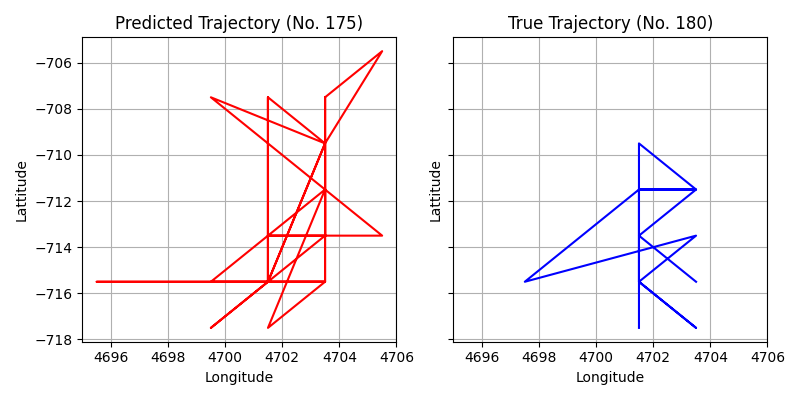 Predicted Trajectory (No. 175)
True Trajectory (No. 180)
Lattitude
−706
−708
−710
−712
−714
−716
−718
4696 4698 4700 4702 4704 4706
Longitude
Lattitude
4696 4698 4700 4702 4704 4706
Longitude